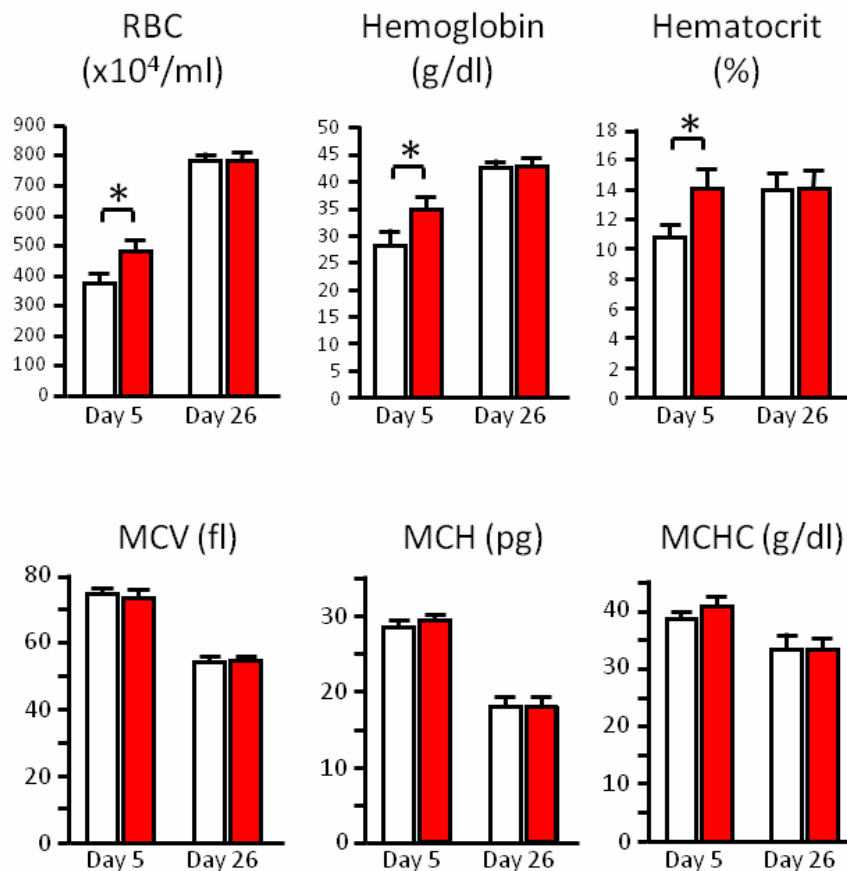 RBC
(x10⁴/ml)
900
800
700
600
500
400
300
200
100
0
*
Day 5
Day 26
Hemoglobin
(g/dl)
50
45
40
35
30
25
20
15
10
5
0
*
Day 5
Day 26
Hematocrit
(%)
18
16
14
12
10
8
6
4
2
0
*
Day 5
Day 26
MCV (fl)
80
60
40
20
0
Day 5
Day 26
MCH (pg)
30
20
10
0
Day 5
Day 26
MCHC (g/dl)
40
30
20
10
0
Day 5
Day 26